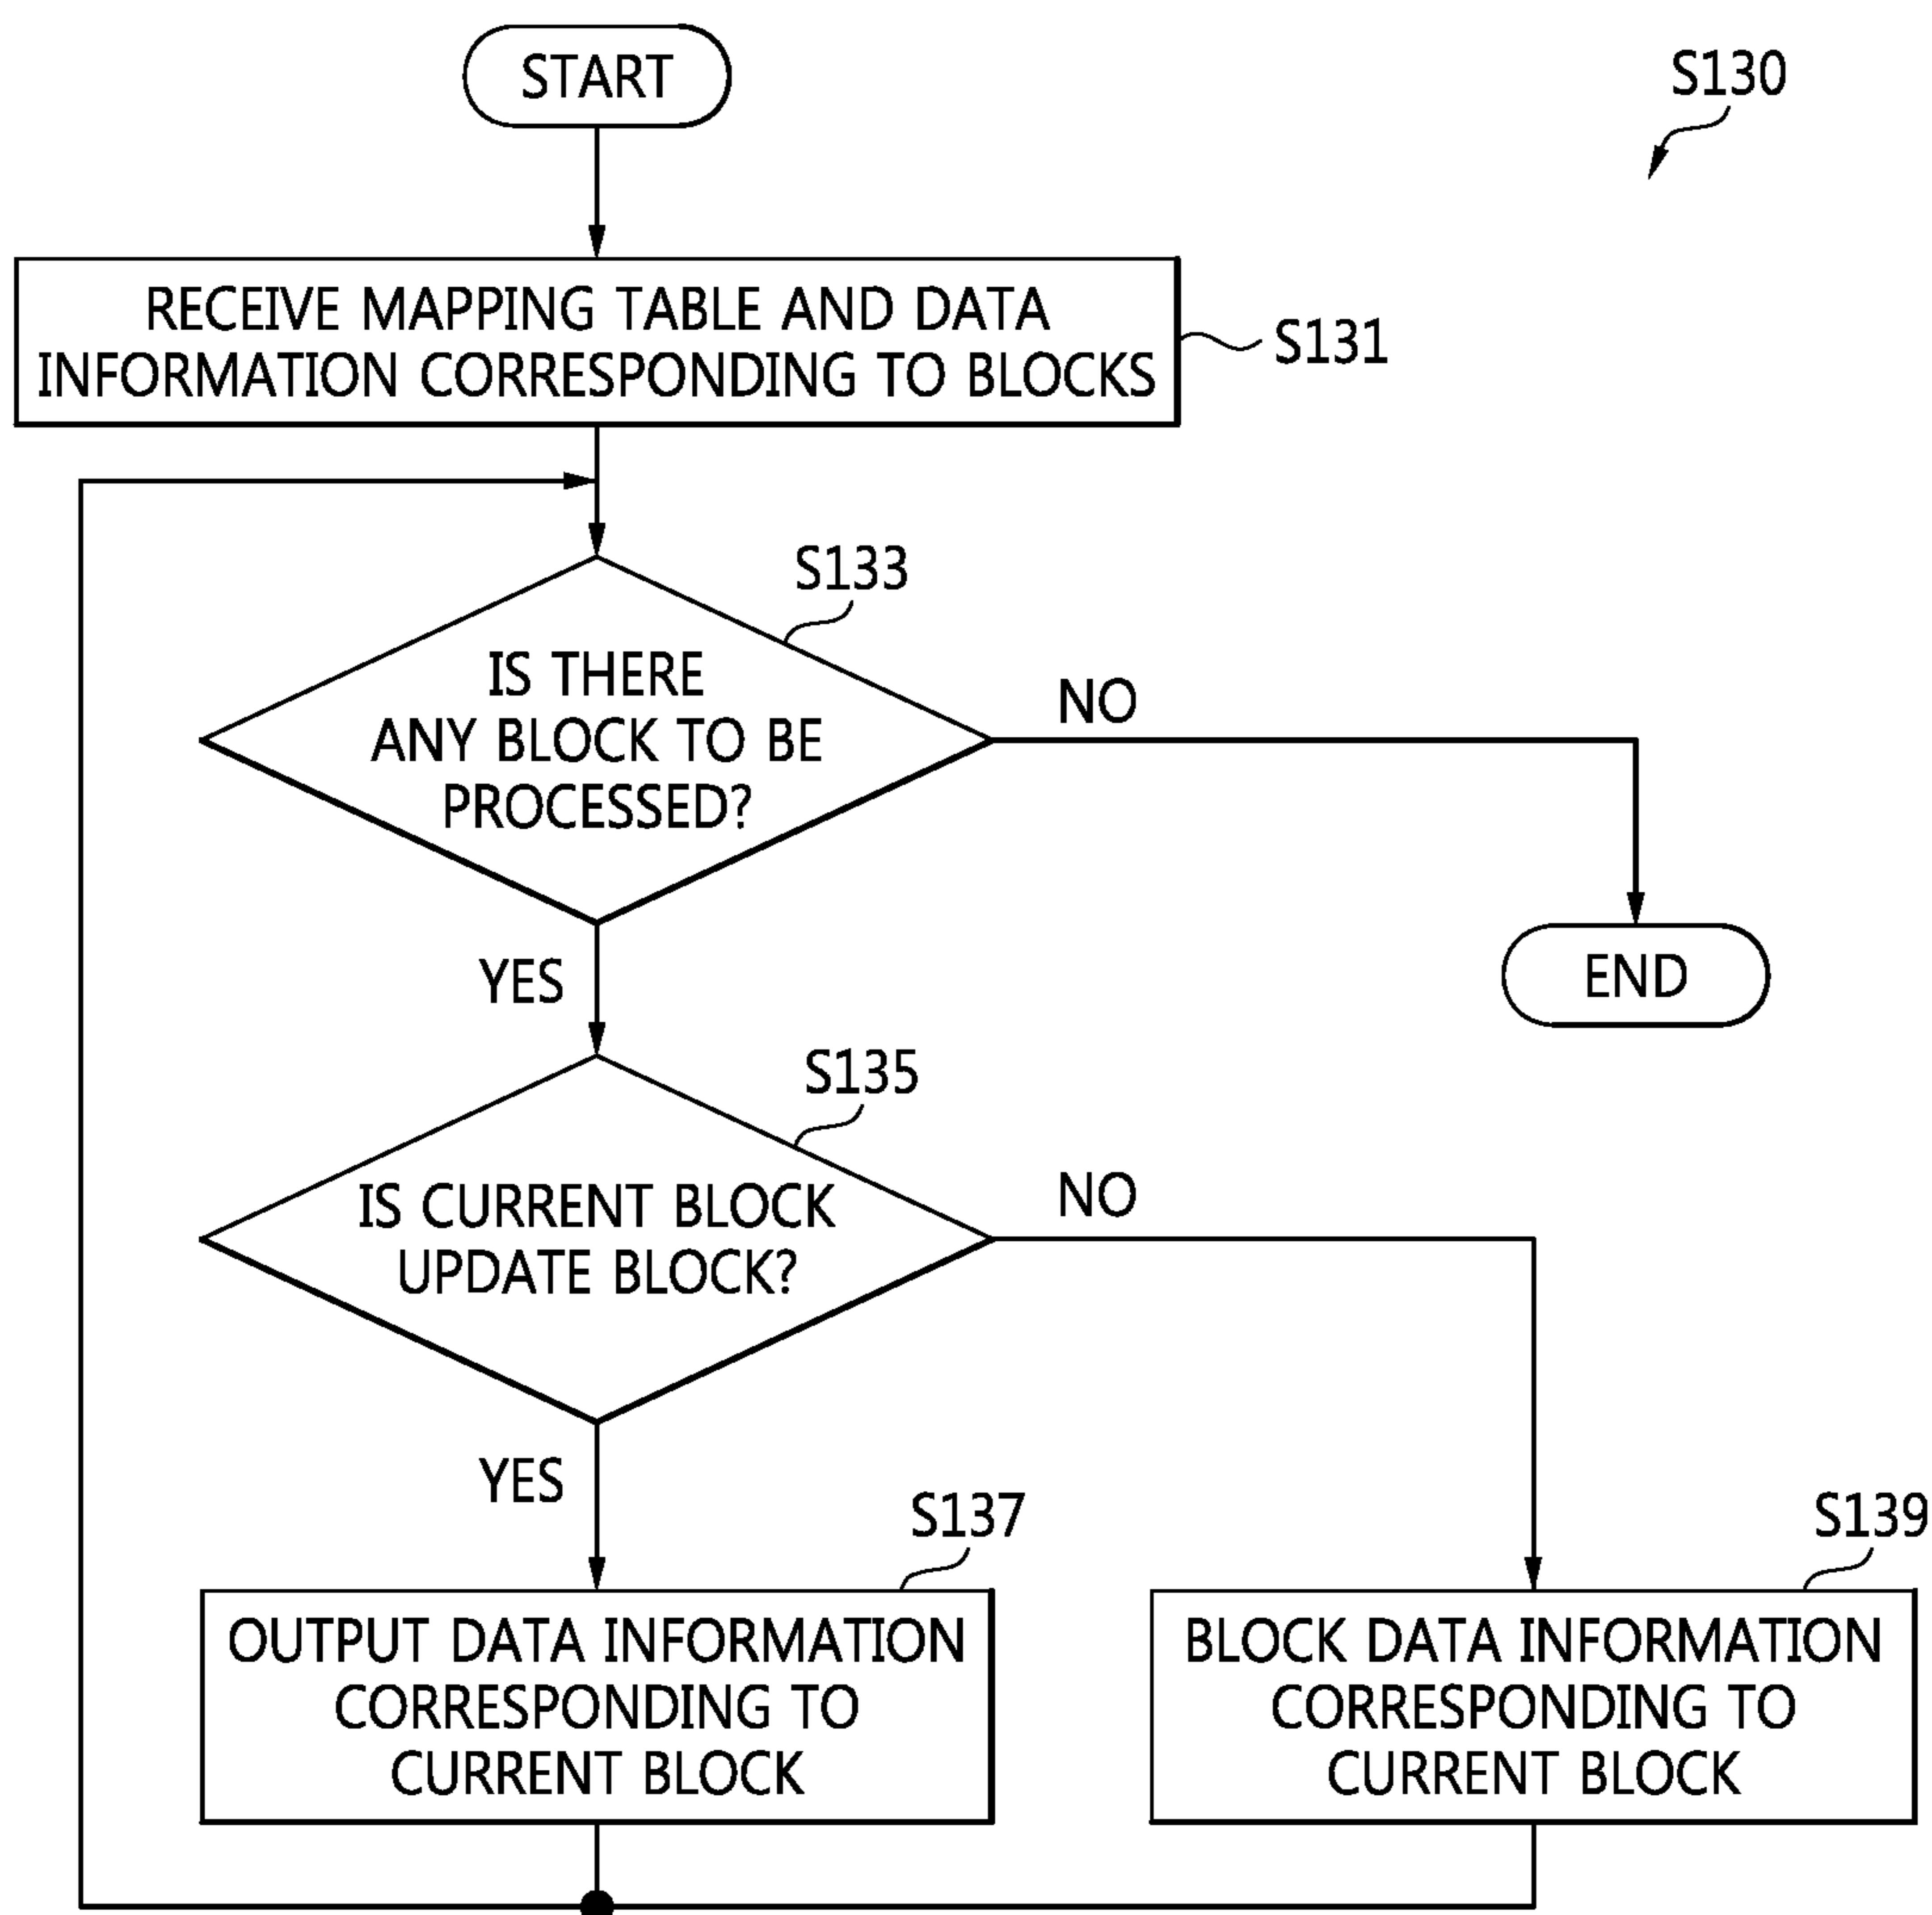 START
S130
RECEIVE MAPPING TABLE AND DATA
INFORMATION CORRESPONDING TO BLOCKS
S131
S133
IS THERE
ANY BLOCK TO BE
PROCESSED?
NO
YES
END
S135
IS CURRENT BLOCK
UPDATE BLOCK?
NO
YES
S137
OUTPUT DATA INFORMATION
CORRESPONDING TO
CURRENT BLOCK
S139
BLOCK DATA INFORMATION
CORRESPONDING TO
CURRENT BLOCK